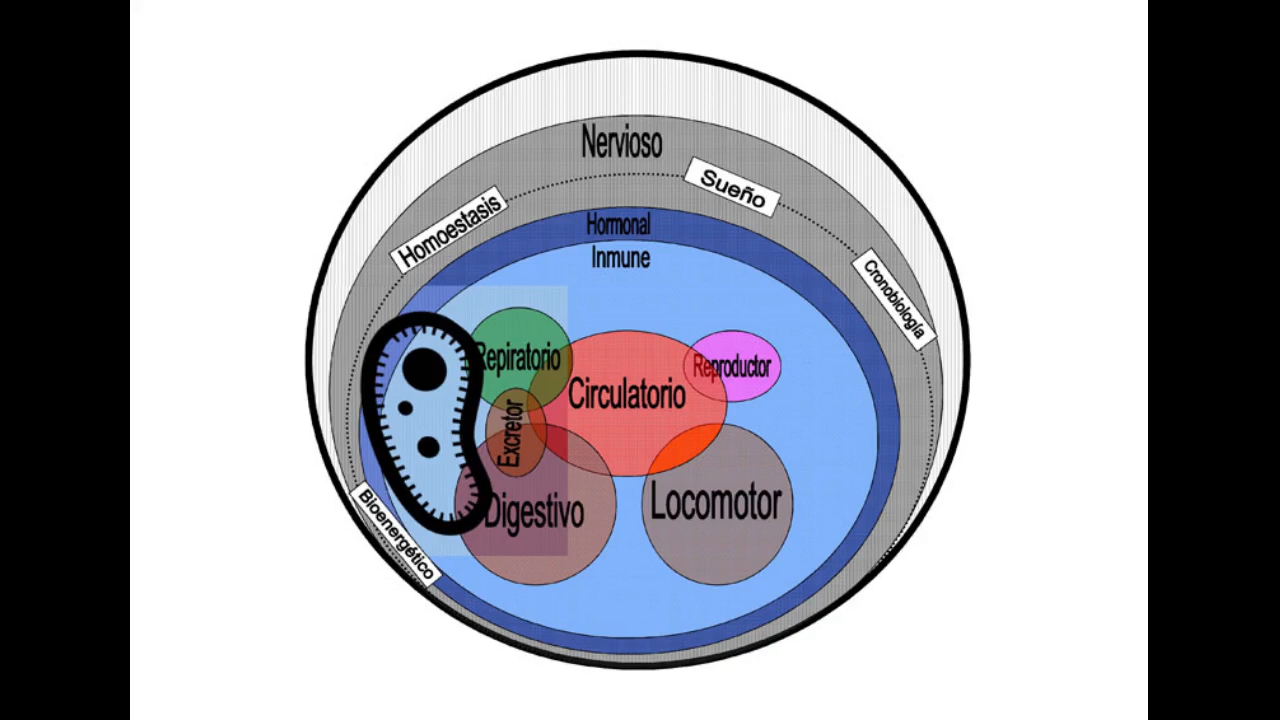 Nervioso
Sueño
Homoestasis
Hormonal
Inmune
Cronobiología
Repiratorio
Reproductor
Circulatorio
Excretor
Digestivo
Locomotor
Bioenergético